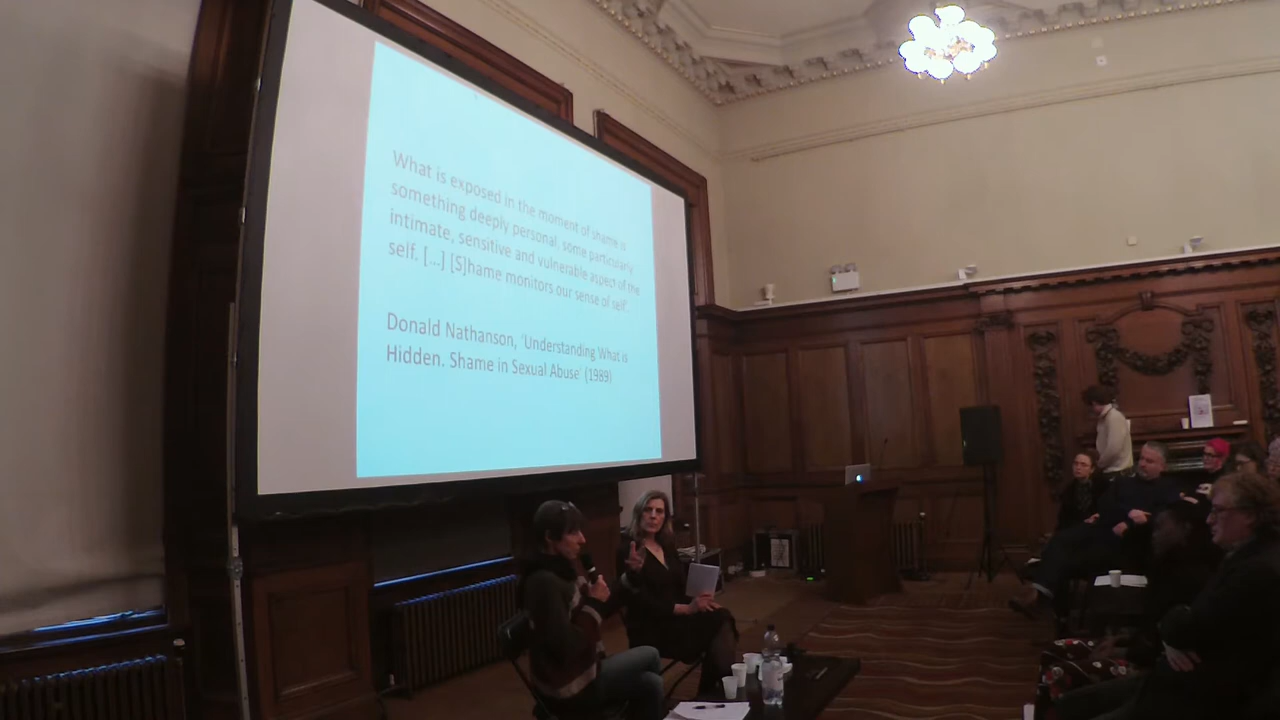 What is exposed in the moment of shame is
something deeply personal, some particularly
intimate, sensitive and vulnerable aspect of the
self. [...] [S]hame monitors our sense of self'.
Donald Nathanson, 'Understanding What is
Hidden. Shame in Sexual Abuse' (1989)